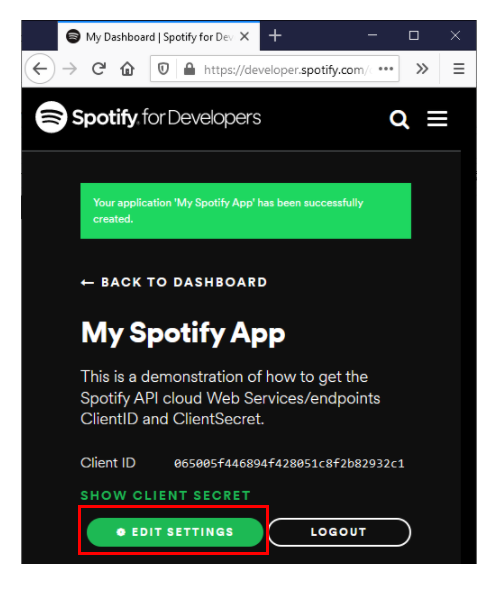 My Dashboard | Spotify for Dev
https://developer.spotify.com/
Spotify for Developers
Your application 'My Spotify App' has been successfully
created.
← BACK TO DASHBOARD
My Spotify App
This is a demonstration of how to get the
Spotify API cloud Web Services/endpoints
ClientID and ClientSecret.
Client ID 065005f446894f428051c8f2b82932c1
SHOW CLIENT SECRET
EDIT SETTINGS
LOGOUT